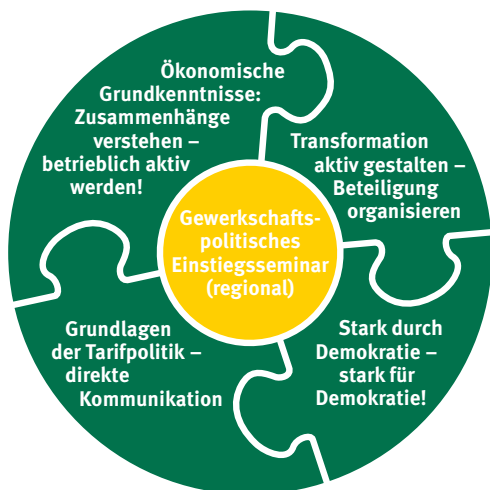 Ökonomische
Grundkenntnisse:
Zusammenhänge
verstehen –
betrieblich aktiv
werden!
Transformation
aktiv gestalten –
Beteiligung
organisieren
Gewerkschafts-
politisches
Einstiegsseminar
(regional)
Grundlagen
der Tarifpolitik –
direkte
Kommunikation
Stark durch
Demokratie –
stark für
Demokratie!